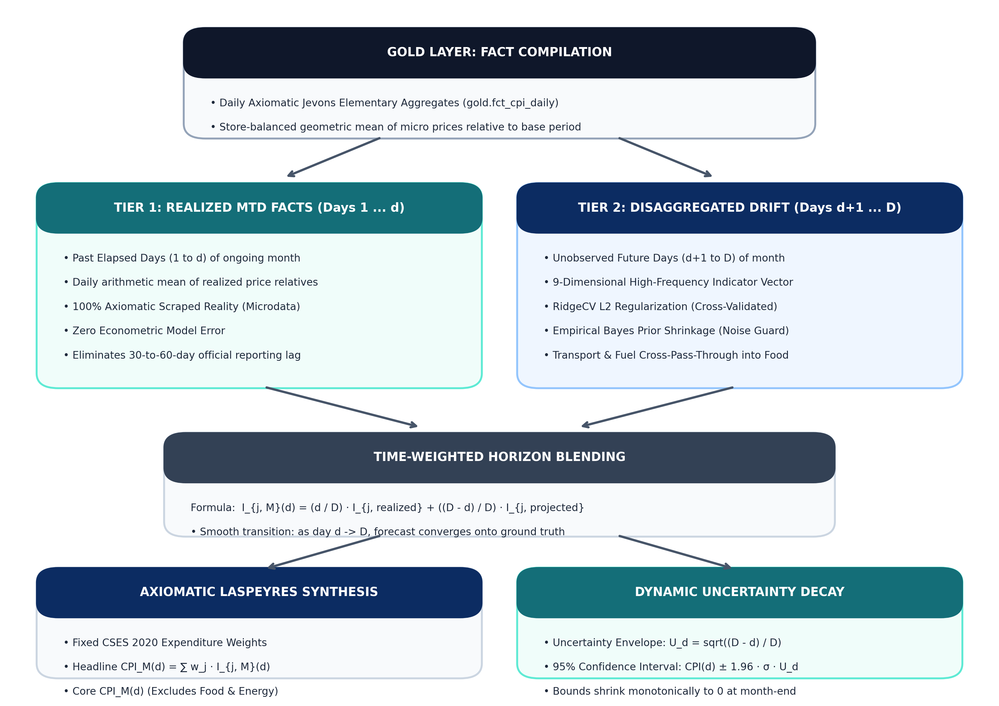 GOLD LAYER: FACT COMPILATION
• Daily Axiomatic Jevons Elementary Aggregates (gold.fct_cpi_daily)
• Store-balanced geometric mean of micro prices relative to base period
TIER 1: REALIZED MTD FACTS (Days 1 ... d)
• Past Elapsed Days (1 to d) of ongoing month
• Daily arithmetic mean of realized price relatives
• 100% Axiomatic Scraped Reality (Microdata)
• Zero Econometric Model Error
• Eliminates 30-to-60-day official reporting lag
TIER 2: DISAGGREGATED DRIFT (Days d+1 ... D)
• Unobserved Future Days (d+1 to D) of month
• 9-Dimensional High-Frequency Indicator Vector
• RidgeCV L2 Regularization (Cross-Validated)
• Empirical Bayes Prior Shrinkage (Noise Guard)
• Transport & Fuel Cross-Pass-Through into Food
TIME-WEIGHTED HORIZON BLENDING
Formula:  I_{j, M}(d) = (d / D) · I_{j, realized} + ((D - d) / D) · I_{j, projected}
• Smooth transition: as day d -> D, forecast converges onto ground truth
AXIOMATIC LASPEYRES SYNTHESIS
• Fixed CSES 2020 Expenditure Weights
• Headline CPI_M(d) = ∑ w_j · I_{j, M}(d)
• Core CPI_M(d) (Excludes Food & Energy)
DYNAMIC UNCERTAINTY DECAY
• Uncertainty Envelope: U_d = sqrt((D - d) / D)
• 95% Confidence Interval: CPI(d) ± 1.96 · σ · U_d
• Bounds shrink monotonically to 0 at month-end